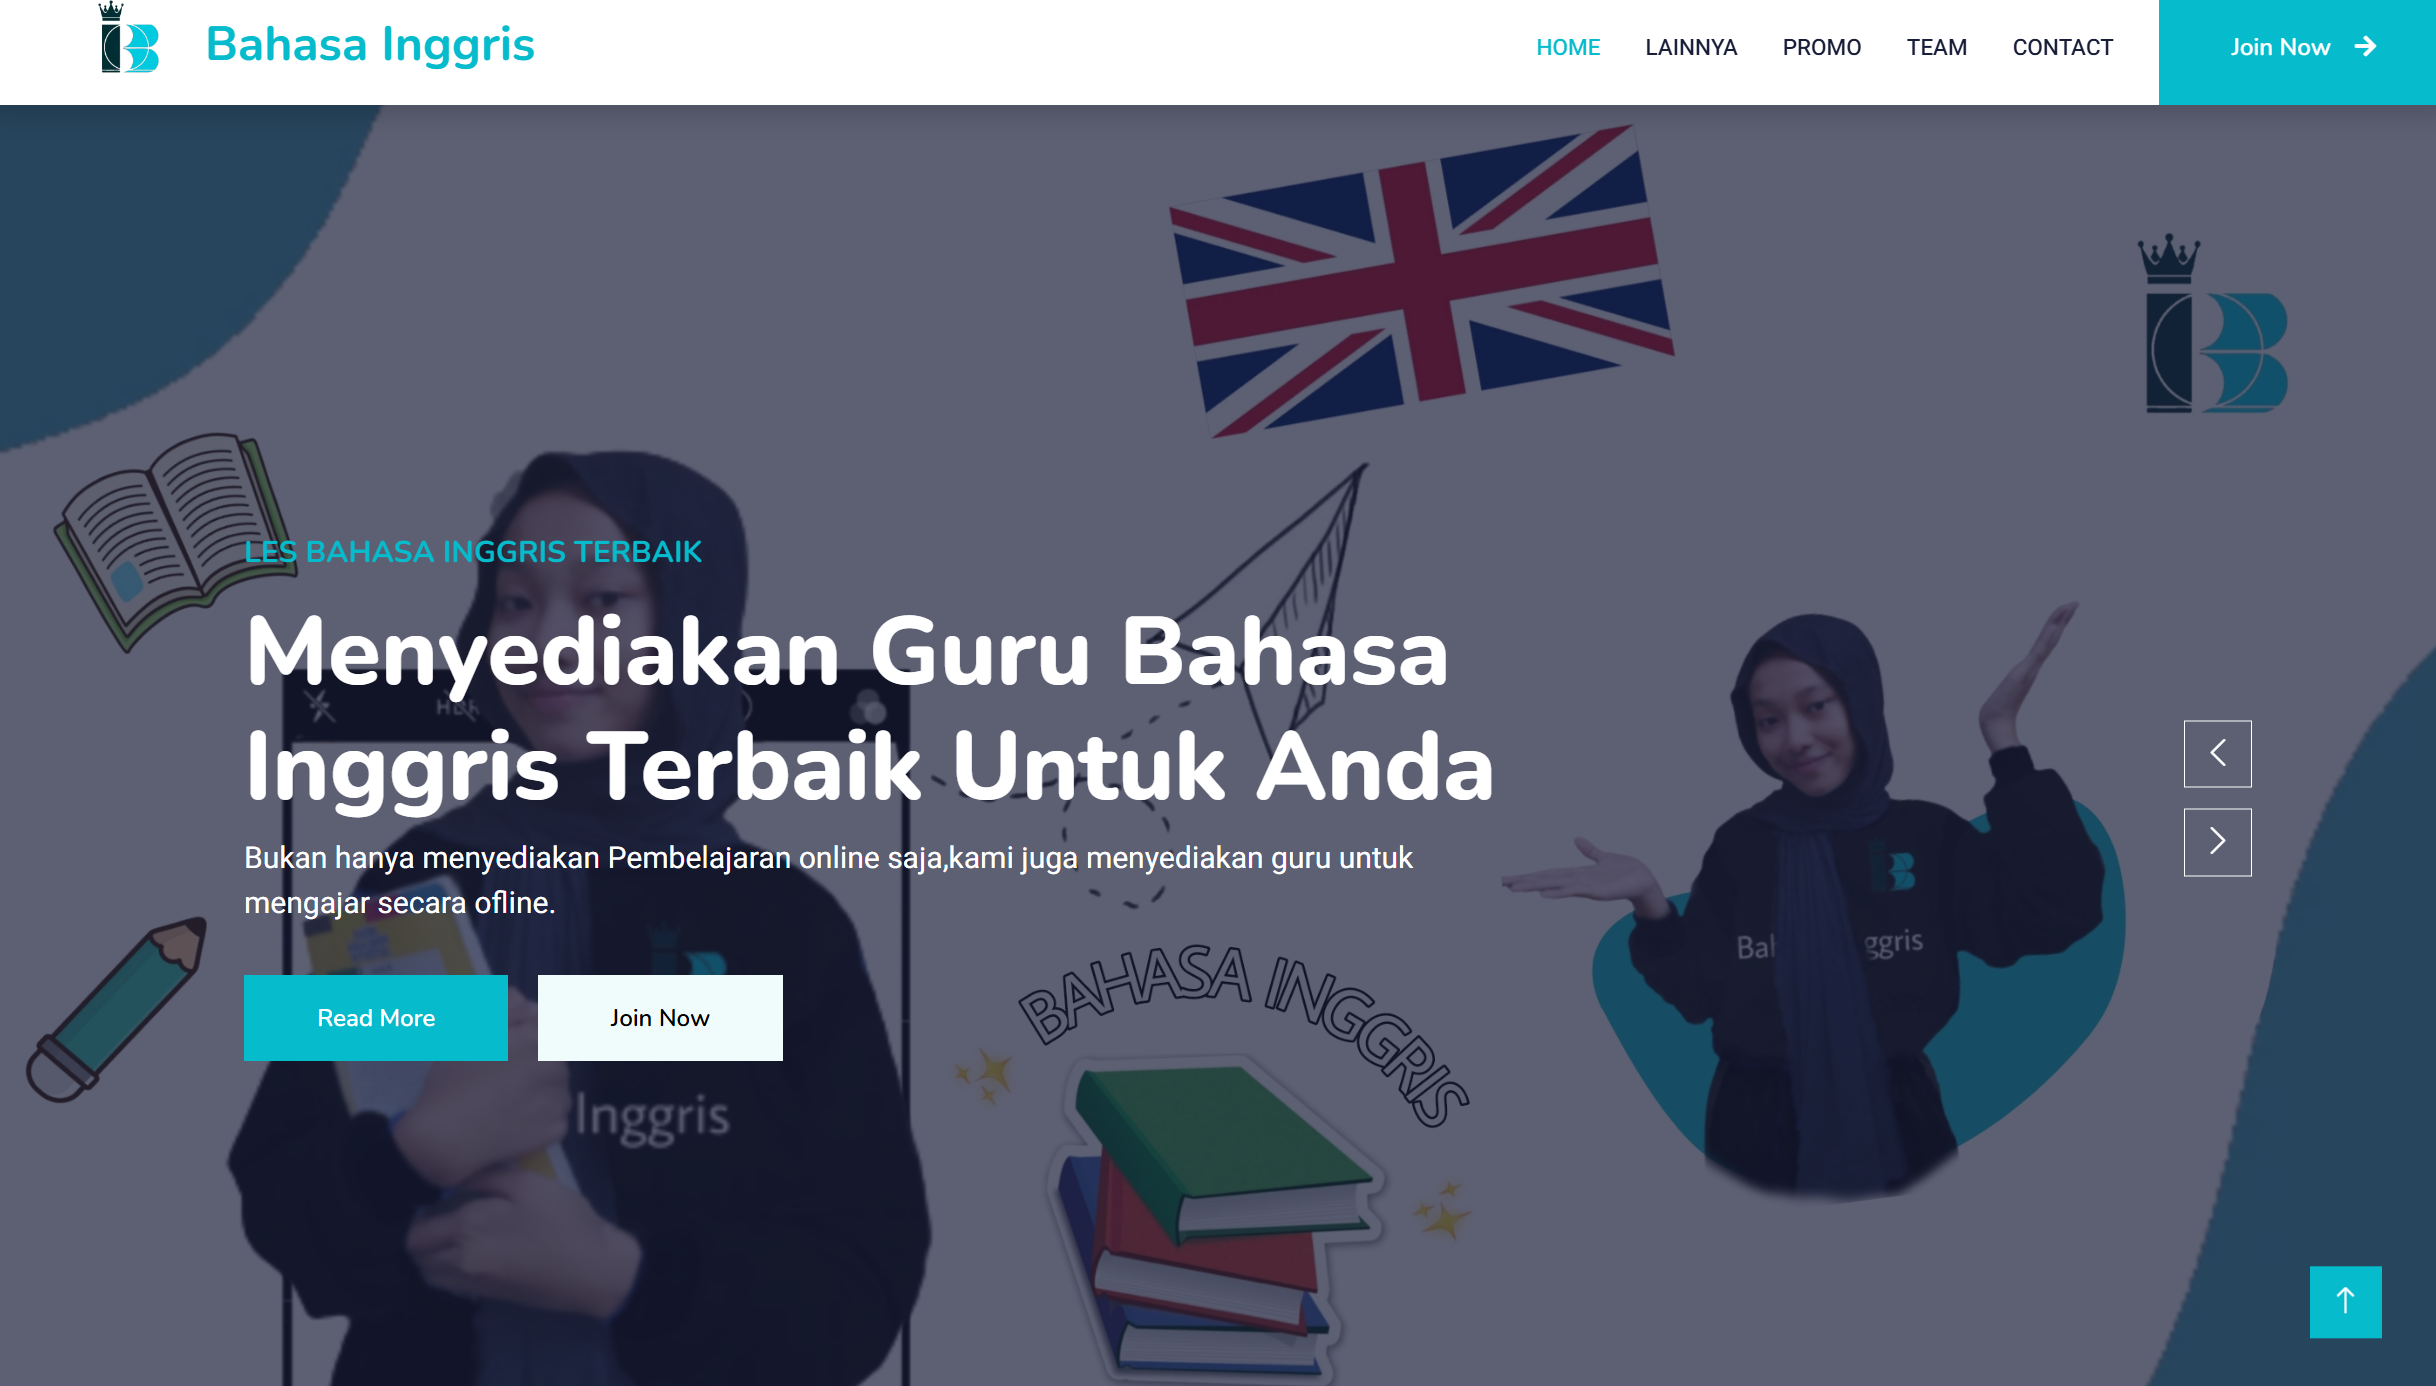 Bahasa Inggris
HOME LAINNYA PROMO TEAM CONTACT
Join Now
LES BAHASA INGGRIS TERBAIK
Menyediakan Guru Bahasa
Inggris Terbaik Untuk Anda
Bukan hanya menyediakan Pembelajaran online saja,kami juga menyediakan guru untuk
mengajar secara ofline.
Read More
Join Now
Inggris
BAHASA INGGRIS